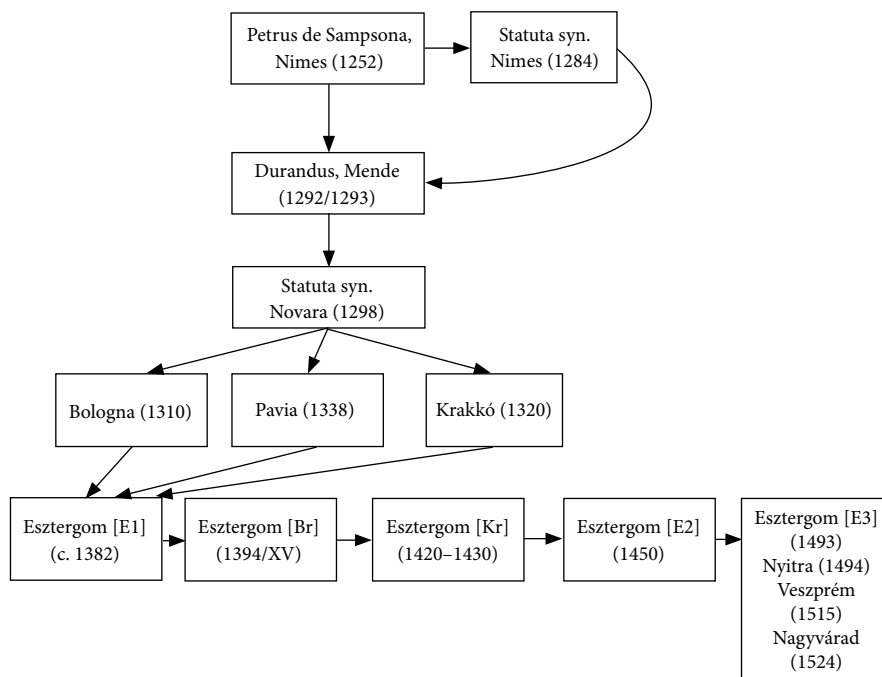 Petrus de Sampsona,
Nimes (1252)
Statuta syn.
Nimes (1284)
Durandus, Mende
(1292/1293)
Statuta syn.
Novara (1298)
Bologna (1310)
Pavia (1338)
Krakkó (1320)
Esztergom [E1]
(c. 1382)
Esztergom [Br]
(1394/XV)
Esztergom [Kr]
(1420–1430)
Esztergom [E2]
(1450)
Esztergom [E3]
(1493)
Nyitra (1494)
Veszprém
(1515)
Nagyvárad
(1524)